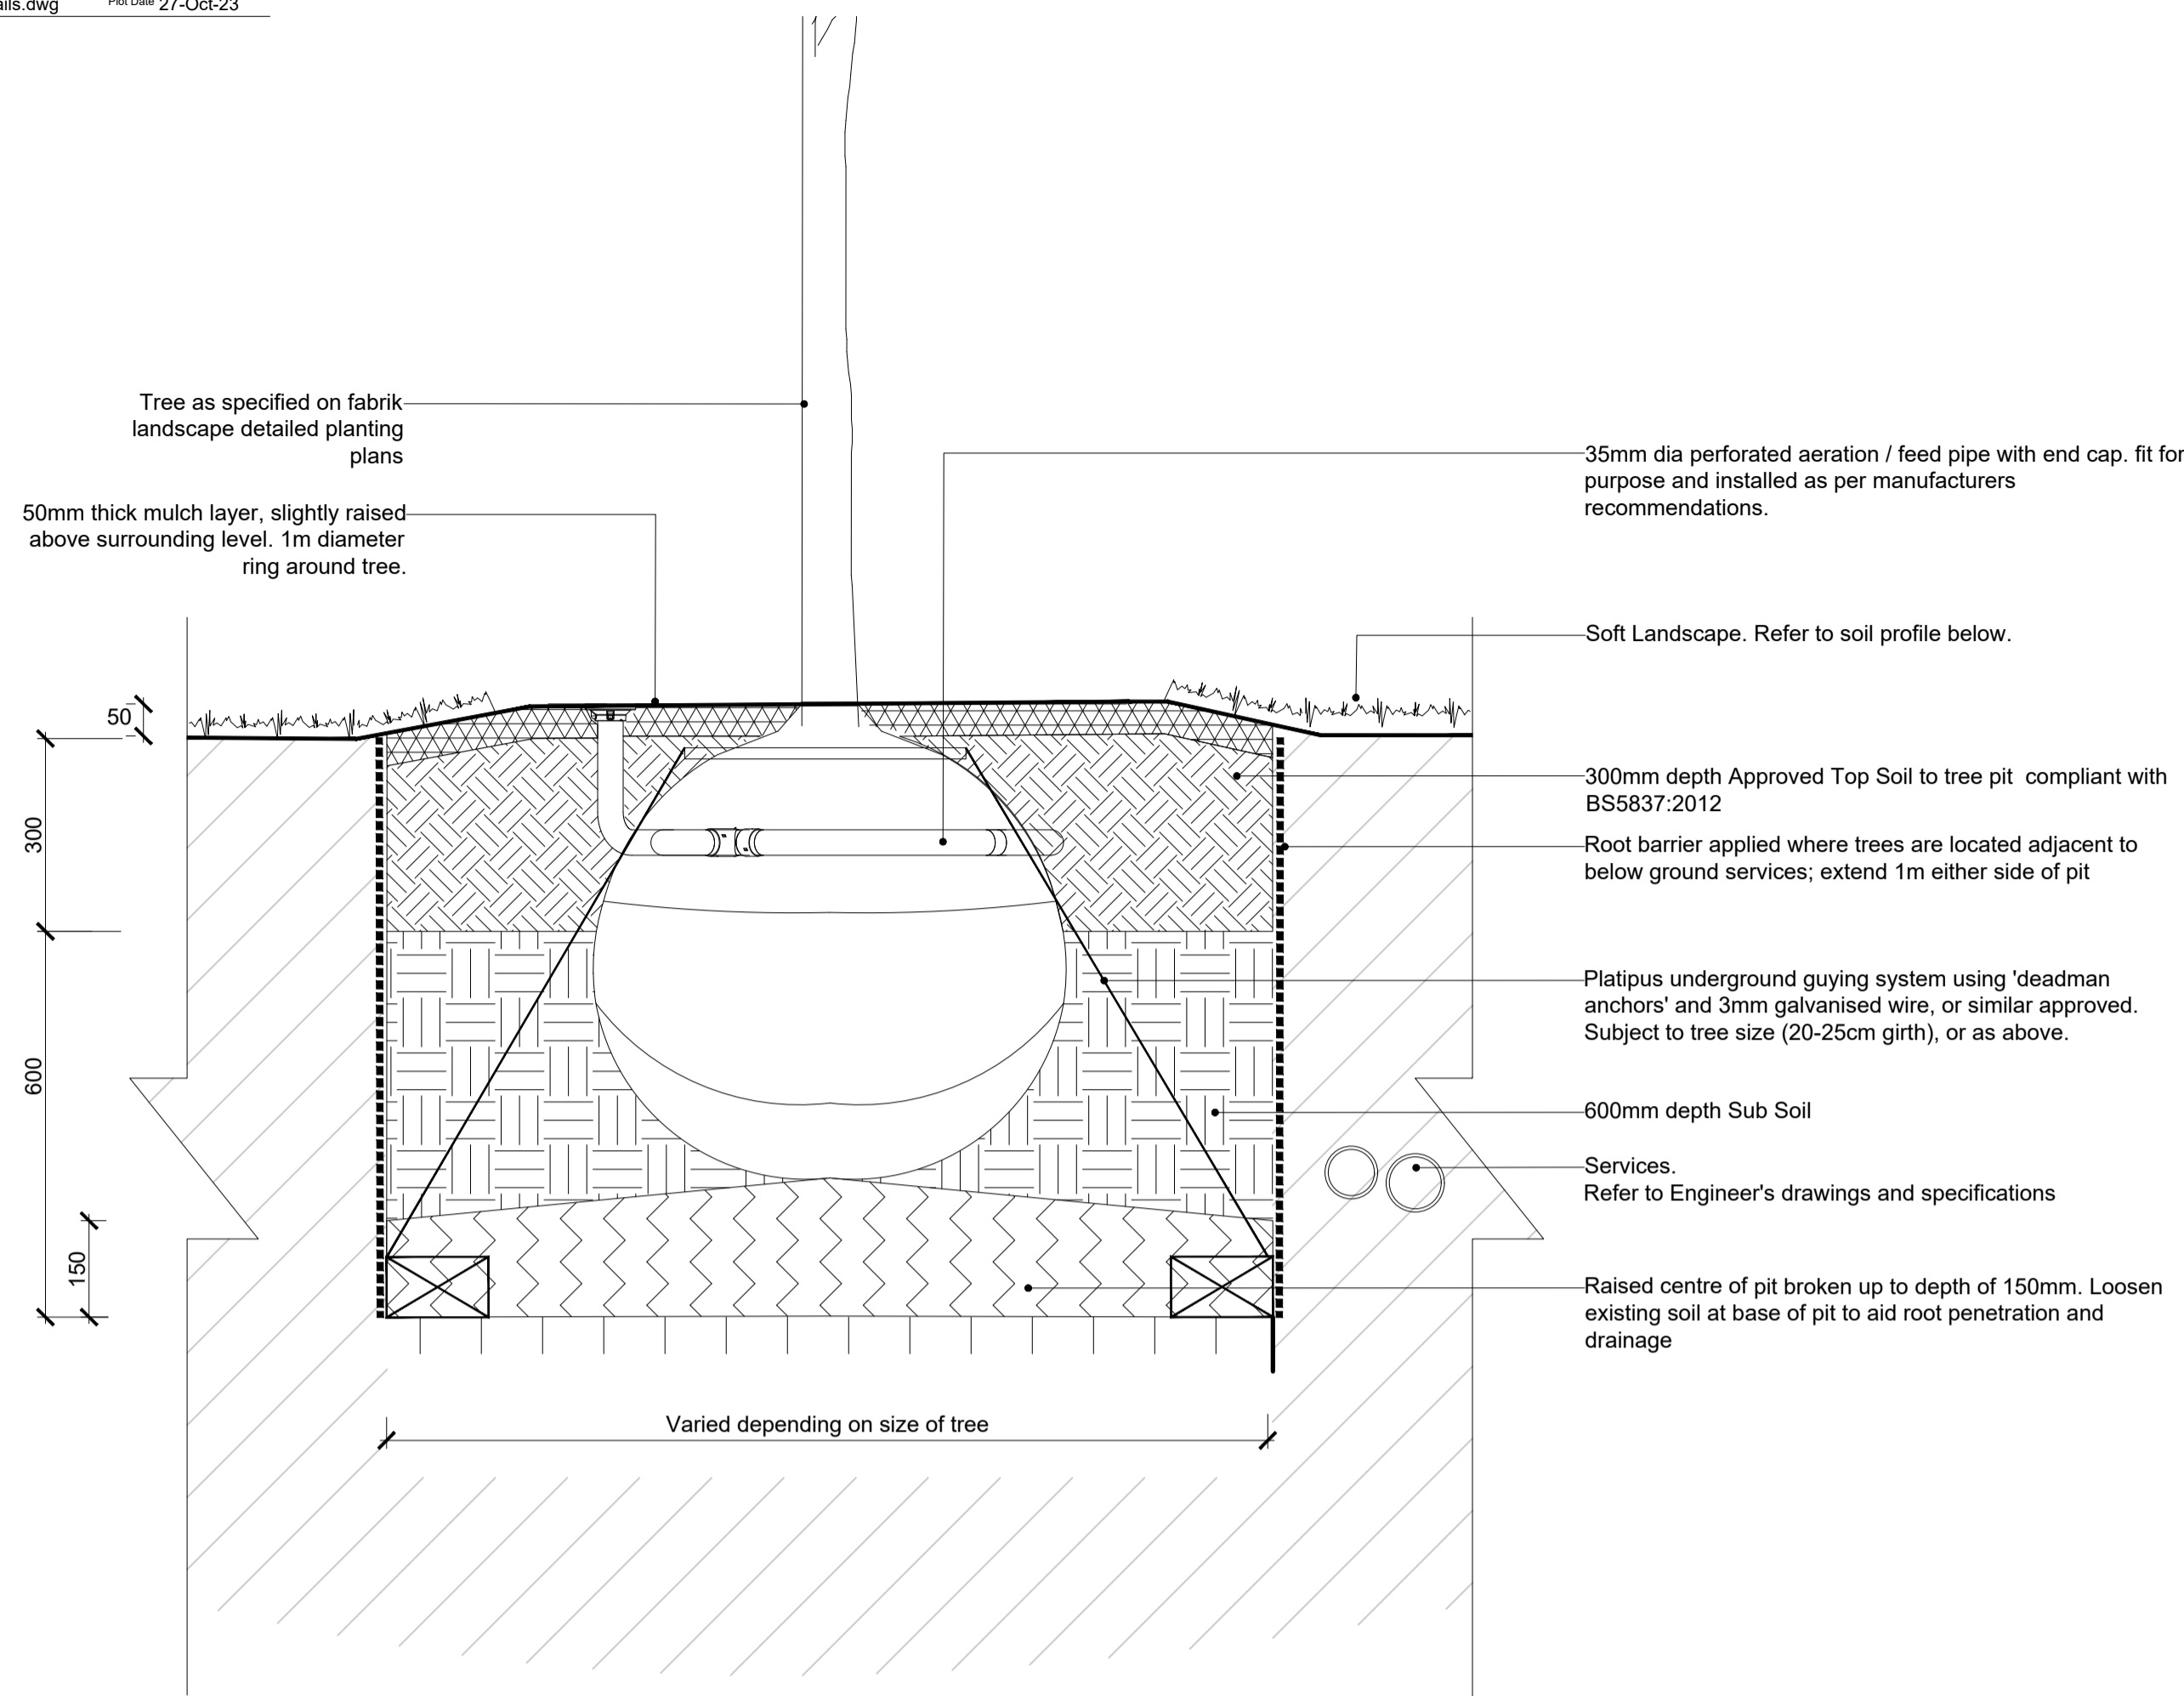 ails.dwg Plot Date 27-Oct-23
Tree as specified on fabrik
landscape detailed planting
plans
50mm thick mulch layer, slightly raised
above surrounding level. 1m diameter
ring around tree.
35mm dia perforated aeration / feed pipe with end cap. fit for
purpose and installed as per manufacturers
recommendations.
Soft Landscape. Refer to soil profile below.
50
300mm depth Approved Top Soil to tree pit compliant with
BS5837:2012
300
Root barrier applied where trees are located adjacent to
below ground services; extend 1m either side of pit
Platipus underground guying system using 'deadman
anchors' and 3mm galvanised wire, or similar approved.
Subject to tree size (20-25cm girth), or as above.
600
600mm depth Sub Soil
Services.
Refer to Engineer's drawings and specifications
150
Raised centre of pit broken up to depth of 150mm. Loosen
existing soil at base of pit to aid root penetration and
drainage
Varied depending on size of tree